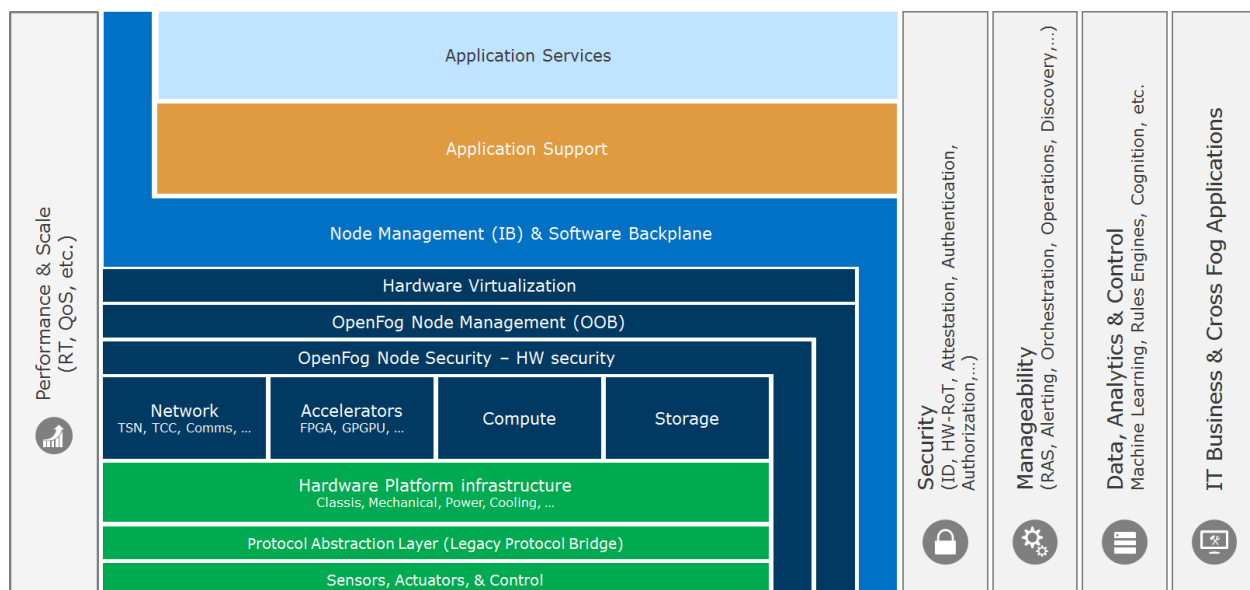 Performance & Scale
(RT, QoS, etc.)
Application Services
Application Support
Node Management (IB) & Software Backplane
Hardware Virtualization
OpenFog Node Management (OOB)
OpenFog Node Security – HW security
Network
TSN, TCC, Comms, ...
Accelerators
FPGA, GPGPU, ...
Compute
Storage
Hardware Platform infrastructure
Classis, Mechanical, Power, Cooling, ...
Protocol Abstraction Layer (Legacy Protocol Bridge)
Sensors, Actuators, & Control
Security
(ID, HW-RoT, Attestation, Authentication,
Authorization,...)
Manageability
(RAS, Alerting, Orchestration, Operations, Discovery,...)
Data, Analytics & Control
Machine Learning, Rules Engines, Cognition, etc.
IT Business & Cross Fog Applications